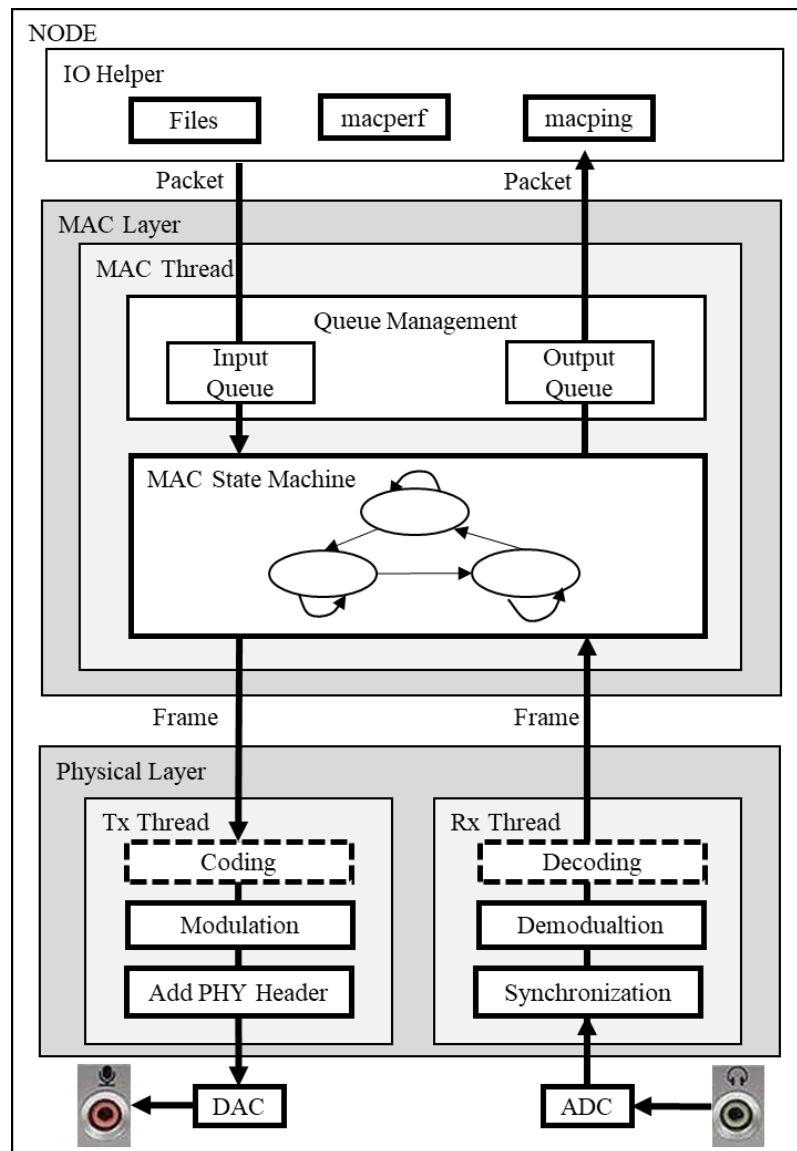 NODE
IO Helper
Files
macperf
macping
Packet
Packet
MAC Layer
MAC Thread
Queue Management
Input
Queue
Output
Queue
MAC State Machine
Frame
Frame
Physical Layer
Tx Thread
Rx Thread
Coding
Decoding
Modulation
Demodualtion
Add PHY Header
Synchronization
DAC
ADC